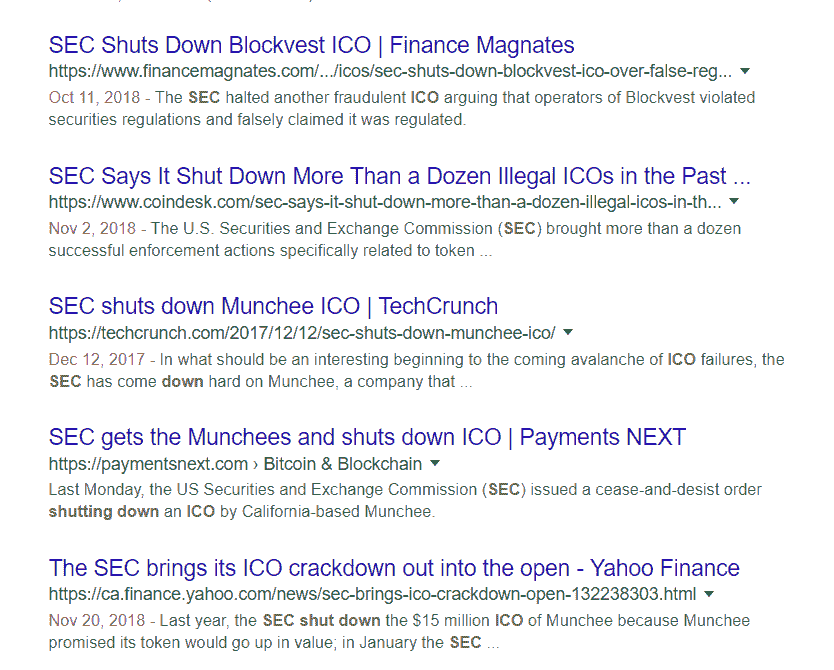 SEC Shuts Down Blockvest ICO | Finance Magnates
https://www.financemagnates.com/.../icos/sec-shuts-down-blockvest-ico-over-false-reg...
Oct 11, 2018 - The SEC halted another fraudulent ICO arguing that operators of Blockvest violated
securities regulations and falsely claimed it was regulated.
SEC Says It Shut Down More Than a Dozen Illegal ICOs in the Past ...
https://www.coindesk.com/sec-says-it-shut-down-more-than-a-dozen-illegal-icos-in-th...
Nov 2, 2018 - The U.S. Securities and Exchange Commission (SEC) brought more than a dozen
successful enforcement actions specifically related to token ...
SEC shuts down Munchee ICO | TechCrunch
https://techcrunch.com/2017/12/12/sec-shuts-down-munchee-ico/
Dec 12, 2017 - In what should be an interesting beginning to the coming avalanche of ICO failures, the
SEC has come down hard on Munchee, a company that ...
SEC gets the Munchees and shuts down ICO | Payments NEXT
https://paymentsnext.com › Bitcoin & Blockchain
Last Monday, the US Securities and Exchange Commission (SEC) issued a cease-and-desist order
shutting down an ICO by California-based Munchee.
The SEC brings its ICO crackdown out into the open - Yahoo Finance
https://ca.finance.yahoo.com/news/sec-brings-ico-crackdown-open-132238303.html
Nov 20, 2018 - Last year, the SEC shut down the $15 million ICO of Munchee because Munchee
promised its token would go up in value; in January the SEC ...